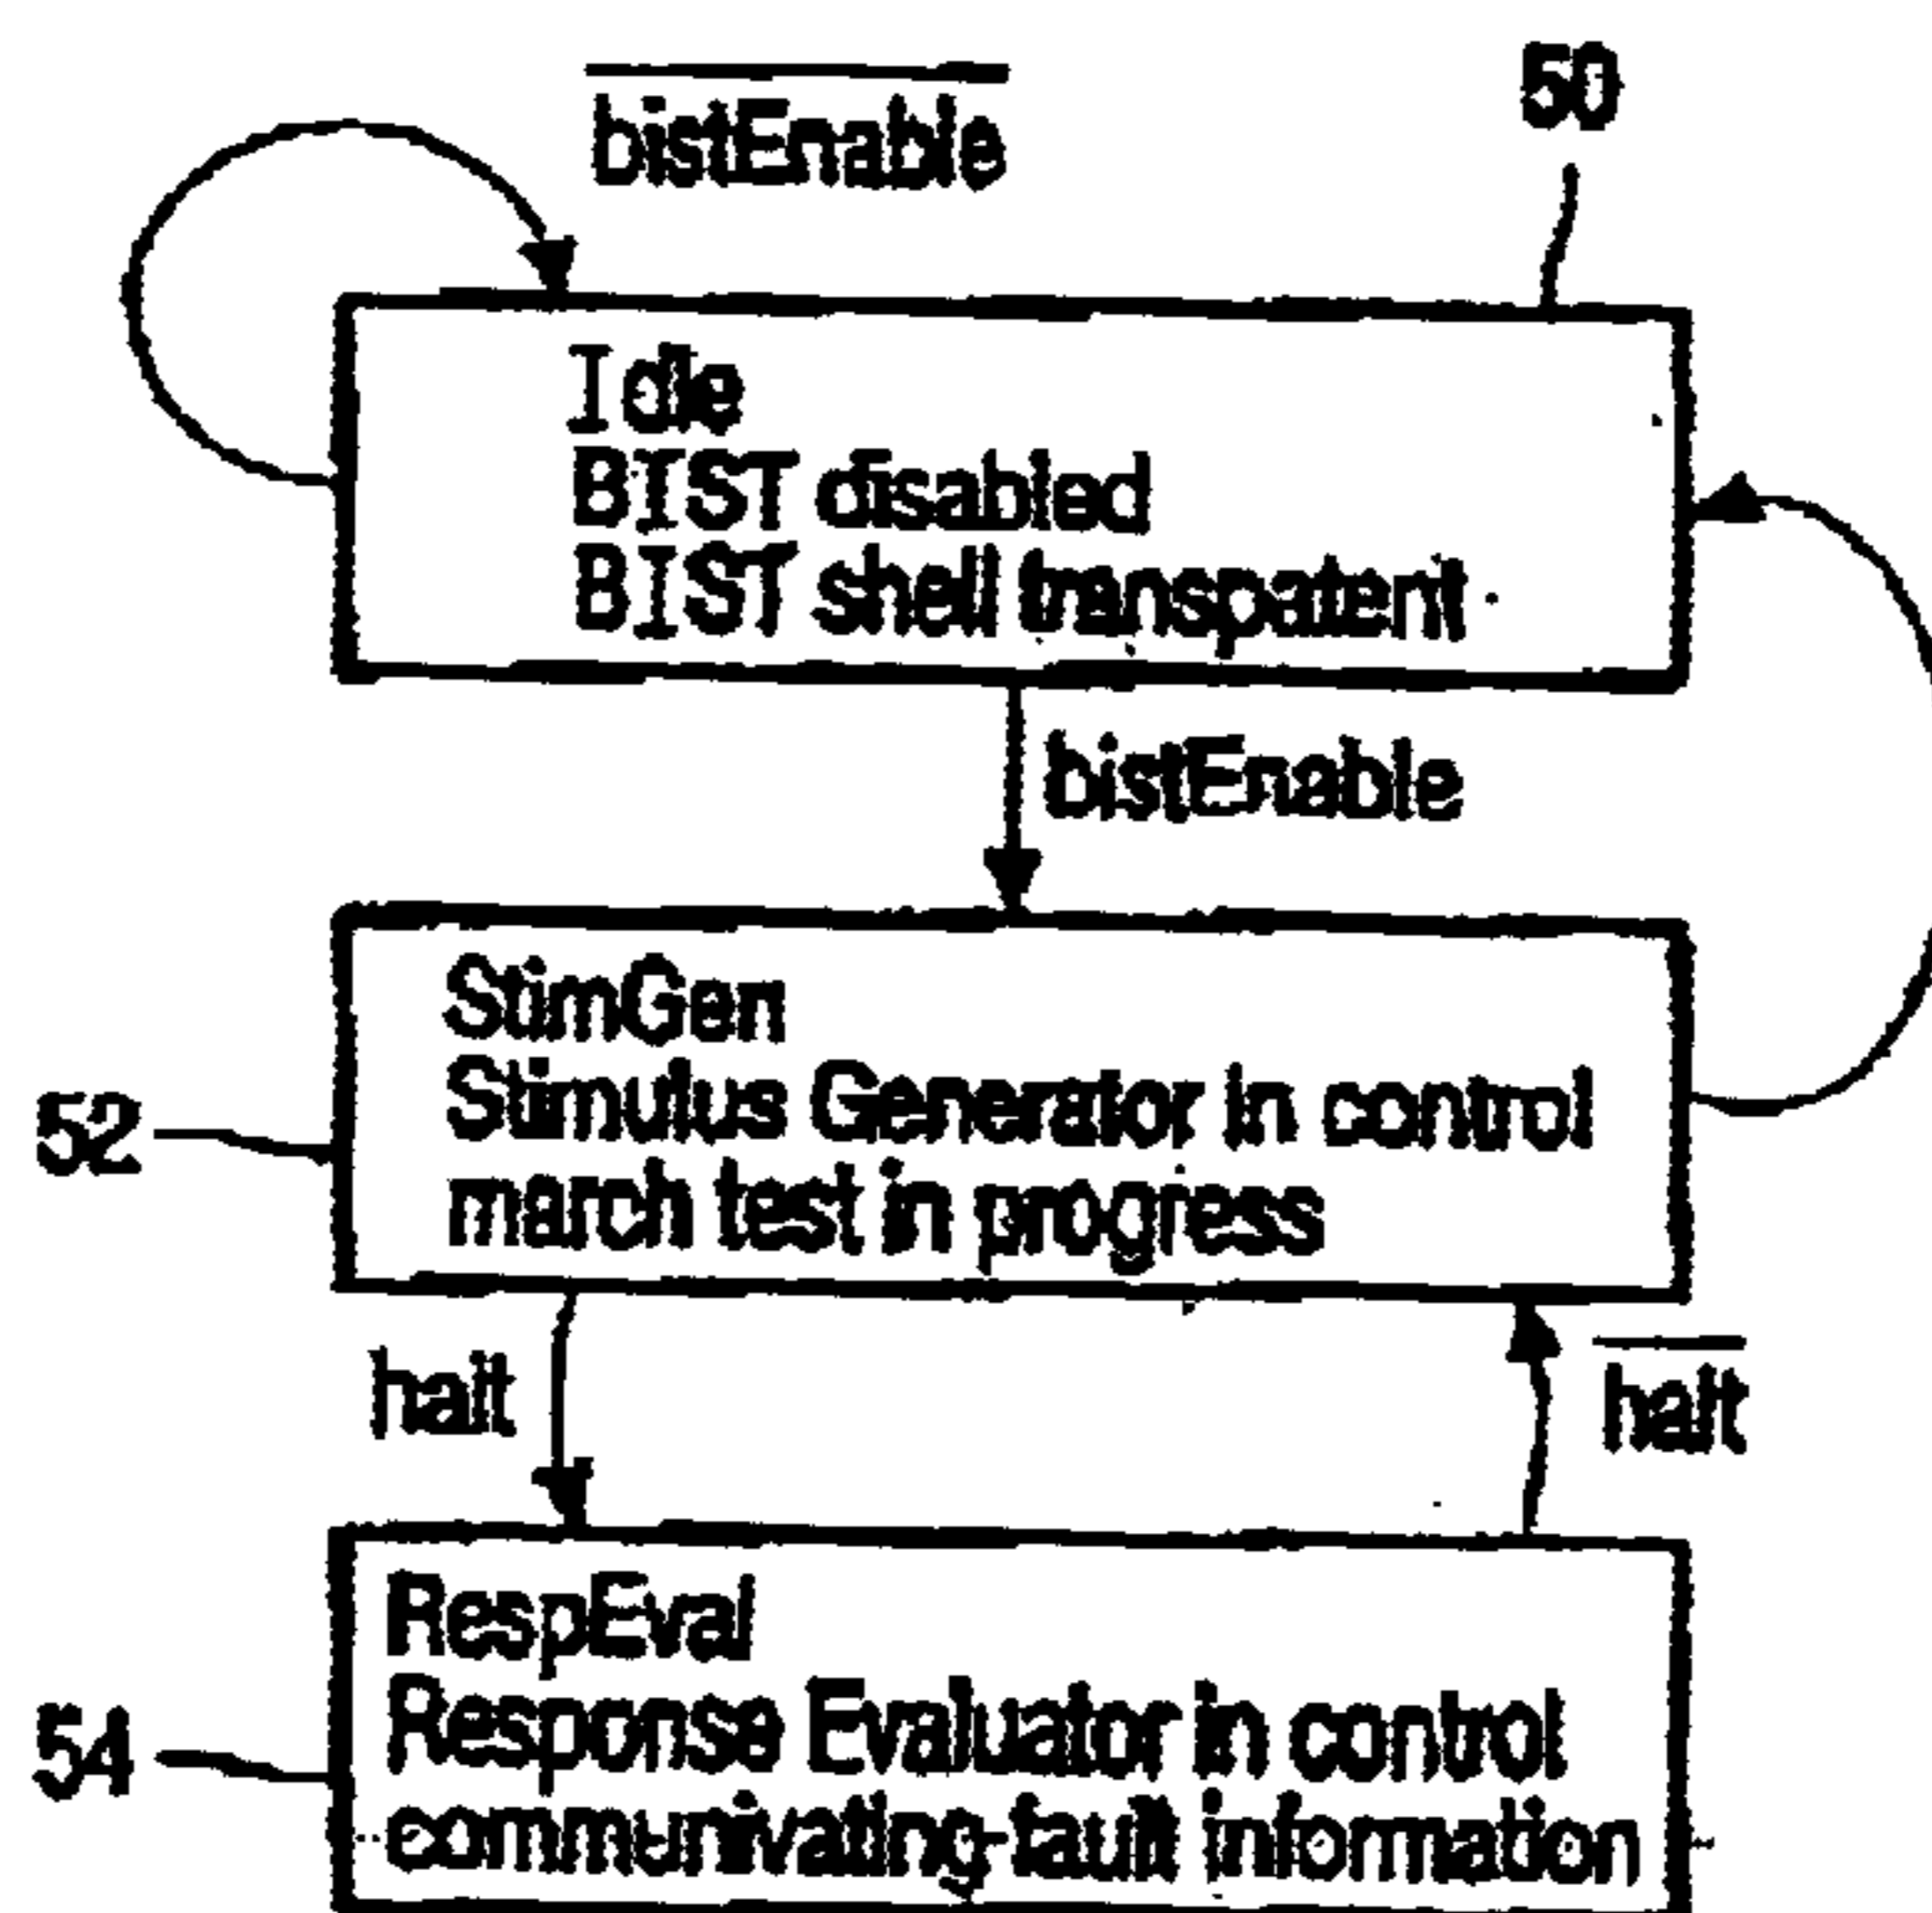 bistEnable
50
Idle
BIST disabled
BIST shell transpatent
bistEnable
StimGen
Stimulus Generator in control
march test in progress
52
halt
halt
RespEval
Response Evaluator in control
communivating fault information
54